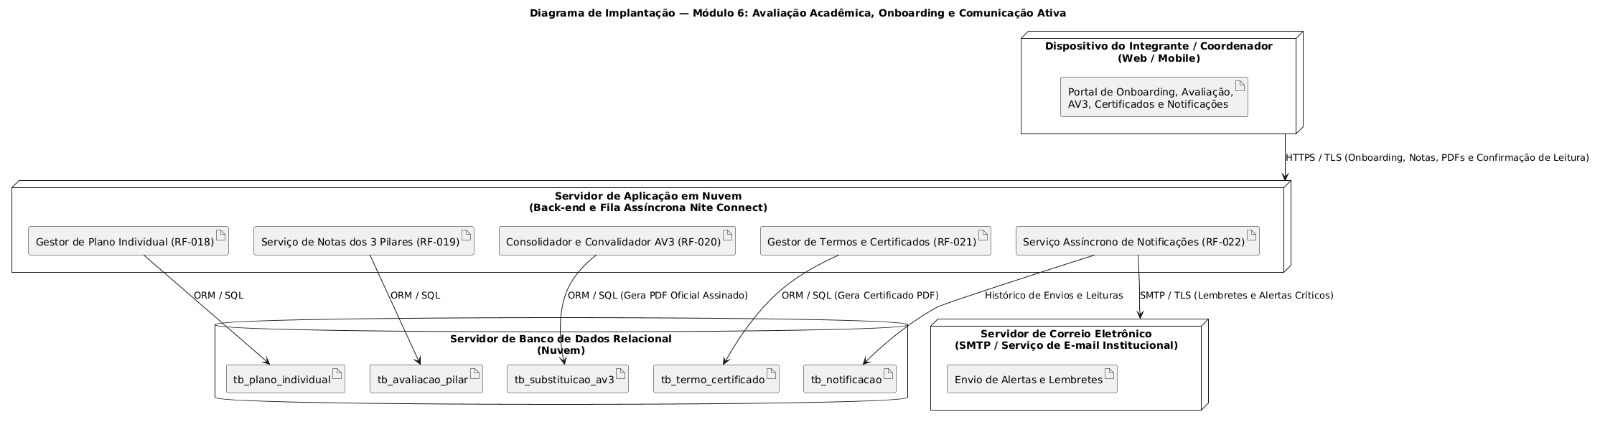 Diagrama de Implantação — Módulo 6: Avaliação Acadêmica, Onboarding e Comunicação Ativa
Dispositivo do Integrante / Coordenador
(Web / Mobile)
Portal de Onboarding, Avaliação,
AV3, Certificados e Notificações
HTTPS / TLS (Onboarding, Notas, PDFs e Confirmação de Leitura)
Servidor de Aplicação em Nuvem
(Back-end e Fila Assíncrona Nite Connect)
Gestor de Plano Individual (RF-018)
Serviço de Notas dos 3 Pilares (RF-019)
Consolidador e Convalidador AV3 (RF-020)
Gestor de Termos e Certificados (RF-021)
Serviço Assíncrono de Notificações (RF-022)
ORM / SQL
ORM / SQL
ORM / SQL (Gera PDF Oficial Assinado)
ORM / SQL (Gera Certificado PDF)
Histórico de Envios e Leituras
SMTP / TLS (Lembretes e Alertas Críticos)
Servidor de Banco de Dados Relacional
(Nuvem)
tb_plano_individual
tb_avaliacao_pilar
tb_substituicao_av3
tb_termo_certificado
tb_notificacao
Servidor de Correio Eletrônico
(SMTP / Serviço de E-mail Institucional)
Envio de Alertas e Lembretes